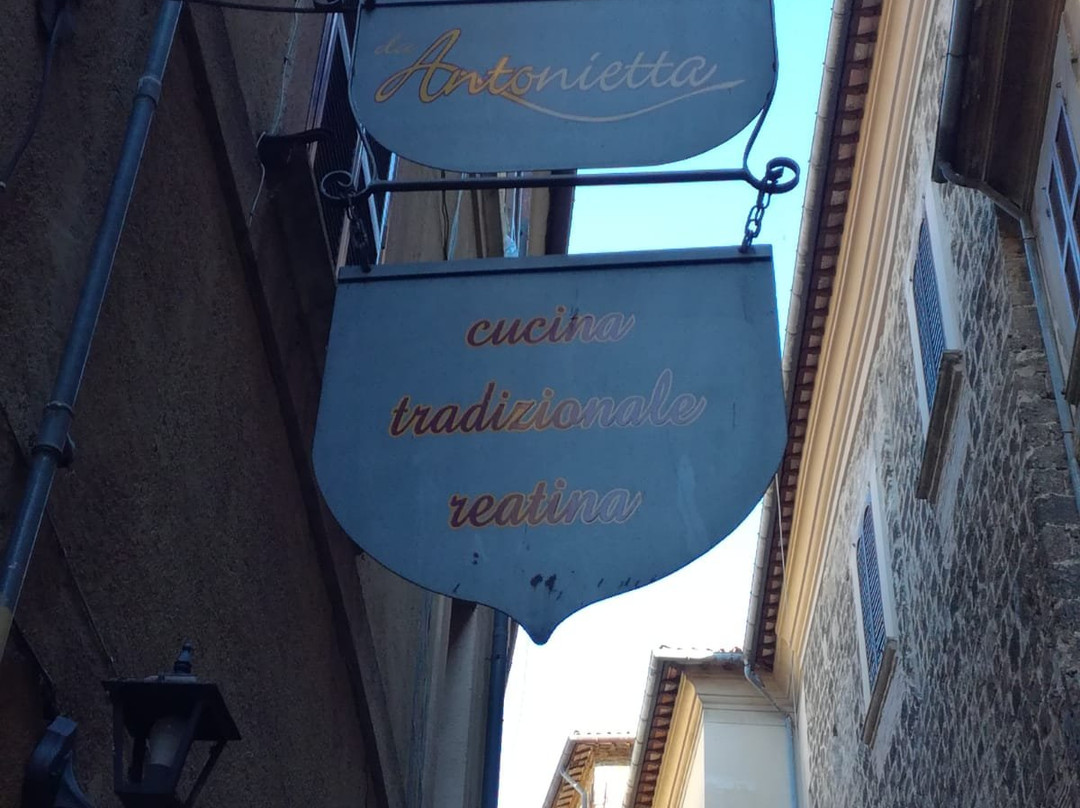 da Antonietta
cucina
tradizionale
reatina